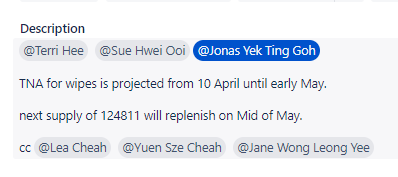 Description
@Terri Hee @Sue Hwei Ooi @Jonas Yek Ting Goh
TNA for wipes is projected from 10 April until early May.
next supply of 124811 will replenish on Mid of May.
cc @Lea Cheah @Yuen Sze Cheah @Jane Wong Leong Yee